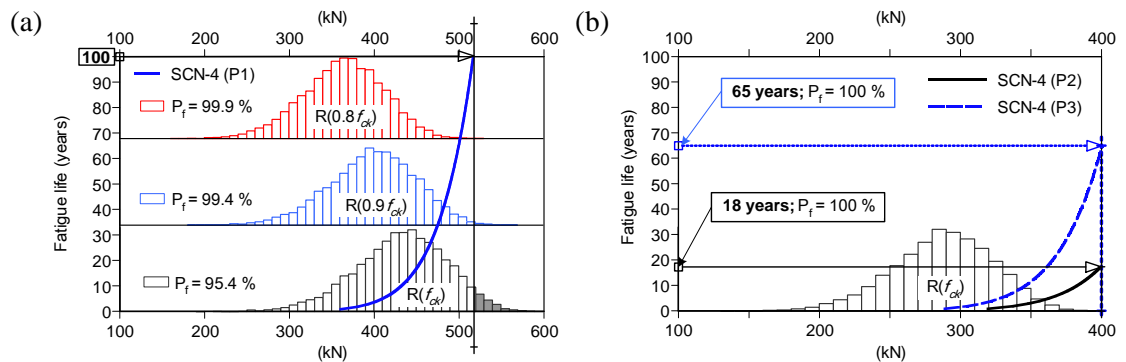 (a)
(kN)
100 200 300 400 500 600
100
90
80
70
60
50
40
30
20
10
0
Fatigue life (years)
SCN-4 (P1)
P_f = 99.9 %
R(0.8f_ck)
P_f = 99.4 %
R(0.9f_ck)
P_f = 95.4 %
R(f_ck)
100 200 300 400 500 600
(kN)
(b)
(kN)
100 200 300 400
100
90
80
70
60
50
40
30
20
10
0
Fatigue life (years)
65 years; P_f = 100 %
SCN-4 (P2)
SCN-4 (P3)
18 years; P_f = 100 %
R(f_ck)
100 200 300 400
(kN)